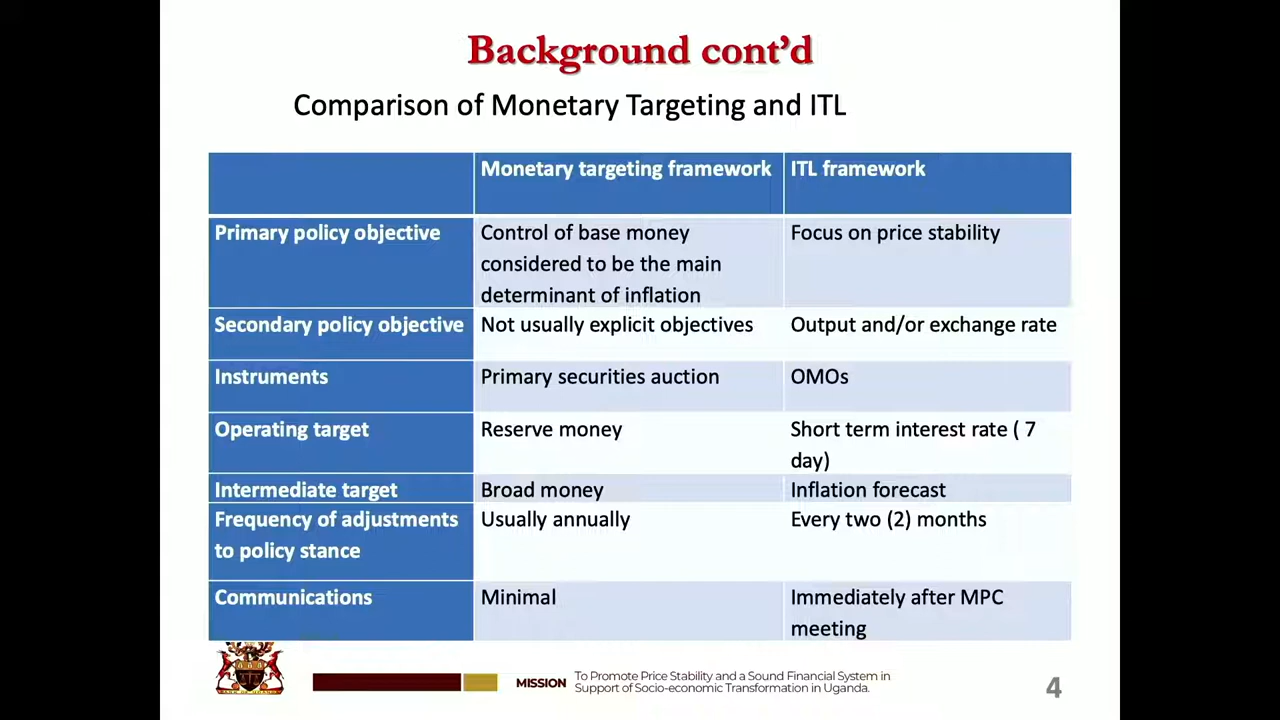 Background cont’d
Comparison of Monetary Targeting and ITL
Monetary targeting framework
ITL framework
Primary policy objective
Control of base money
considered to be the main
determinant of inflation
Focus on price stability
Secondary policy objective
Not usually explicit objectives
Output and/or exchange rate
Instruments
Primary securities auction
OMOs
Operating target
Reserve money
Short term interest rate ( 7
day)
Intermediate target
Broad money
Inflation forecast
Frequency of adjustments
to policy stance
Usually annually
Every two (2) months
Communications
Minimal
Immediately after MPC
meeting
MISSION
To Promote Price Stability and a Sound Financial System in
Support of Socio-economic Transformation in Uganda.
4